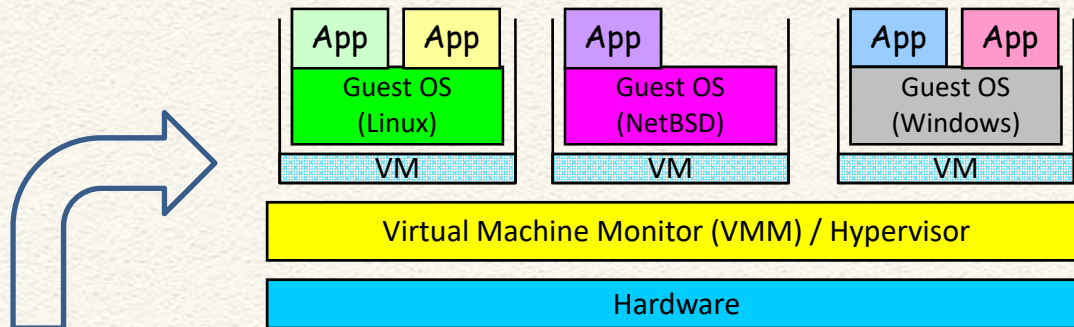 App App App App App
Guest OS Guest OS Guest OS
(Linux) (NetBSD) (Windows)
VM VM VM
Virtual Machine Monitor (VMM) / Hypervisor
Hardware